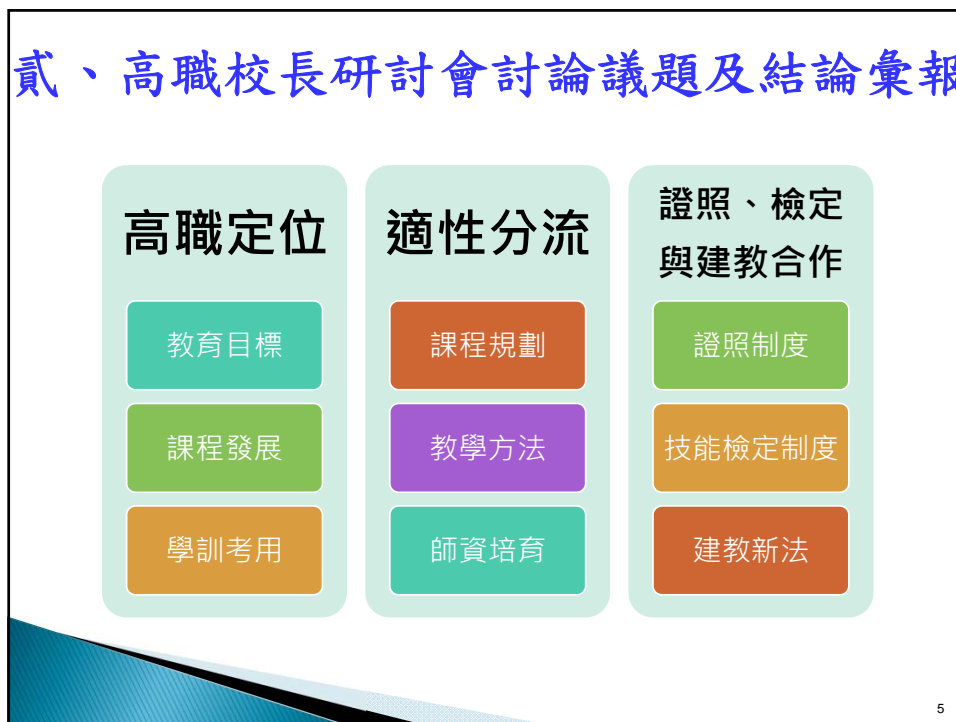 貳、高職校長研討會討論議題及結論彙報
高職定位
教育目標
課程發展
學訓考用
適性分流
課程規劃
教學方法
師資培育
證照、檢定
與建教合作
證照制度
技能檢定制度
建教新法
5